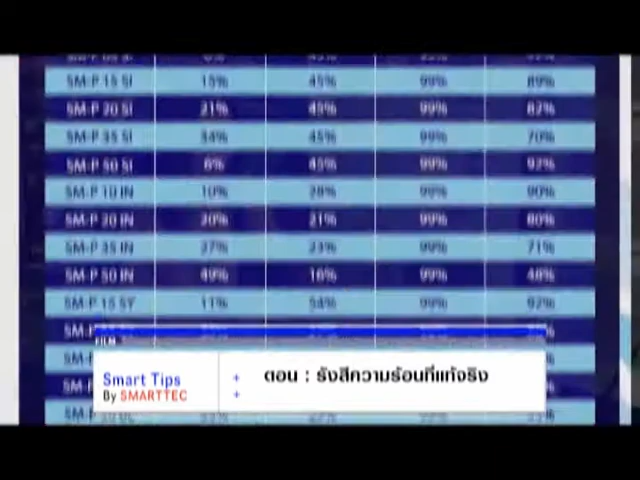 SM-P 15 SI 15% 45% 99% 89%
SM-P 20 SI 21% 45% 99% 82%
SM-P 35 SI 34% 45% 99% 70%
SM-P 50 SI 6% 45% 99% 92%
SM-P 10 IN 10% 28% 99% 90%
SM-P 20 IN 20% 21% 99% 80%
SM-P 35 IN 27% 23% 99% 71%
SM-P 50 IN 49% 16% 99% 48%
SM-P 15 SY 11% 54% 99% 92%
FILM
Smart Tips
By SMARTTEC
ตอน : รังสีความร้อนที่แท้จริง